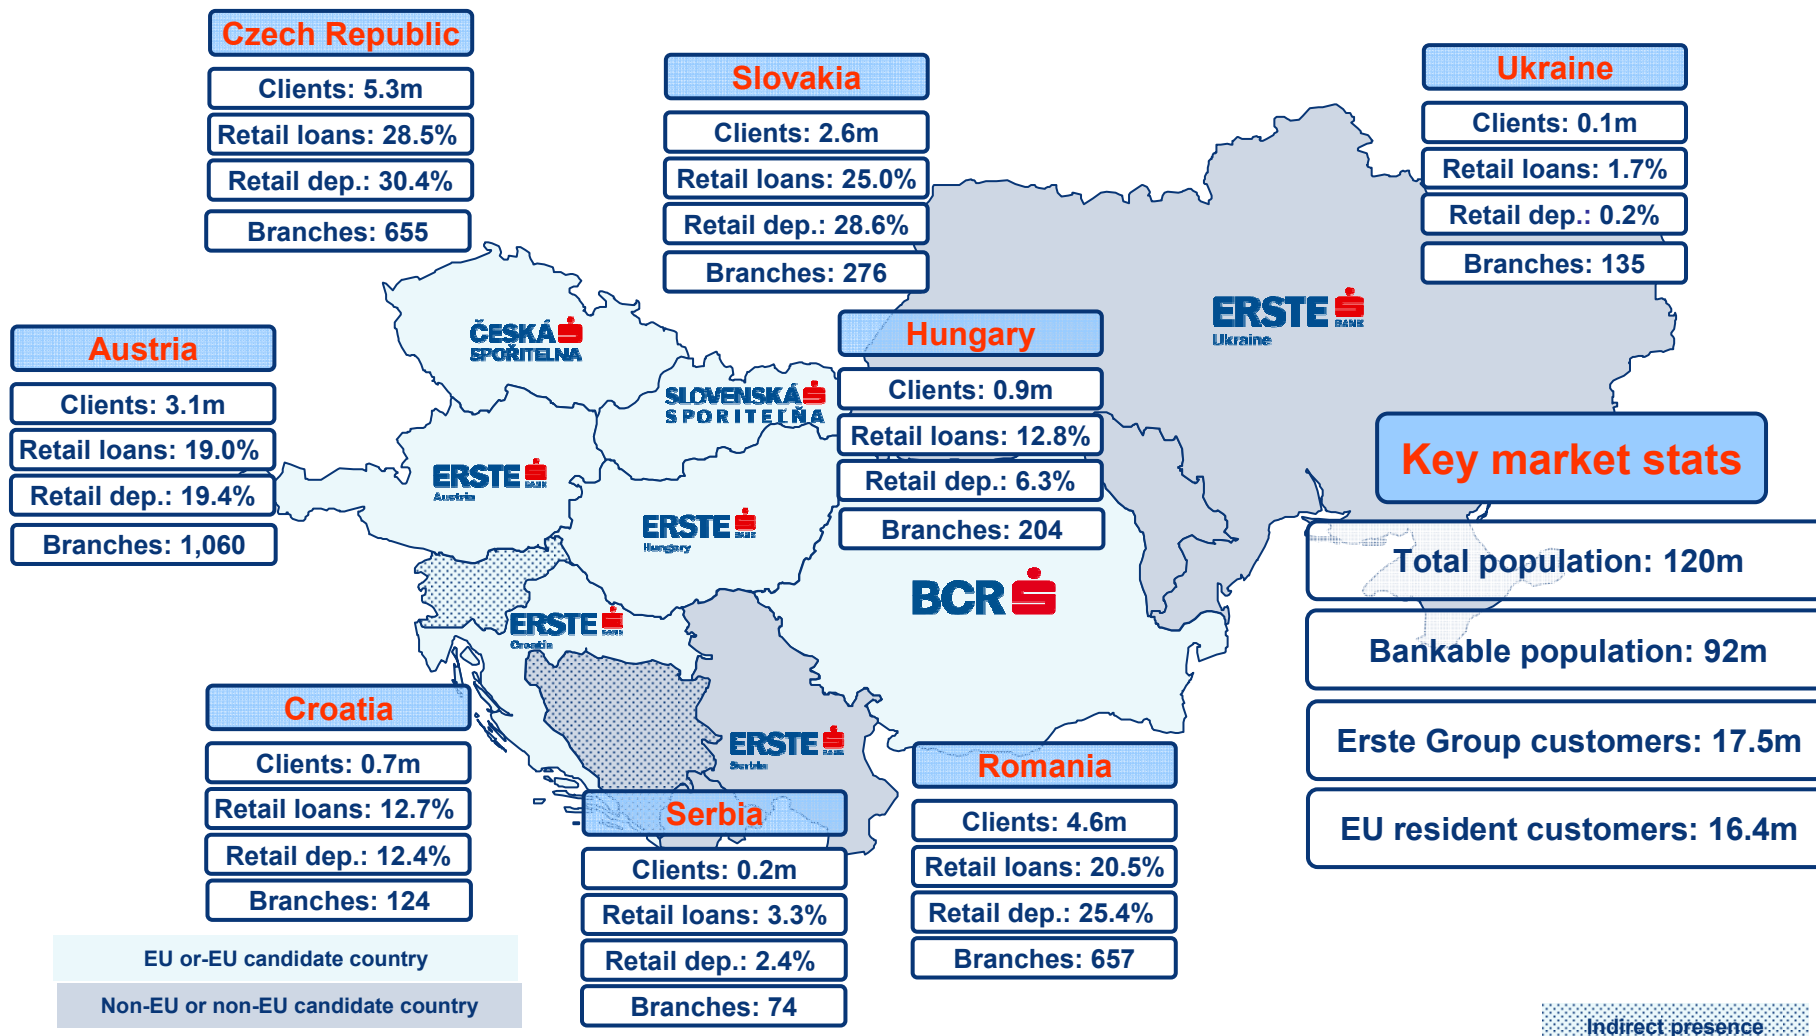 Czech Republic
Clients: 5.3m
Retail loans: 28.5%
Retail dep.: 30.4%
Branches: 655
Slovakia
Clients: 2.6m
Retail loans: 25.0%
Retail dep.: 28.6%
Branches: 276
Ukraine
Clients: 0.1m
Retail loans: 1.7%
Retail dep.: 0.2%
Branches: 135
Austria
Clients: 3.1m
Retail loans: 19.0%
Retail dep.: 19.4%
Branches: 1,060
Hungary
Clients: 0.9m
Retail loans: 12.8%
Retail dep.: 6.3%
Branches: 204
ČESKÁ
SPOŘITELNA
SLOVENSKÁ
SPORITEĽŇA
ERSTE BANK
Ukraine
ERSTE BANK
Austria
ERSTE BANK
Hungary
BCR
ERSTE BANK
Croatia
ERSTE BANK
Serbia
Key market stats
Total population: 120m
Bankable population: 92m
Erste Group customers: 17.5m
EU resident customers: 16.4m
Croatia
Clients: 0.7m
Retail loans: 12.7%
Retail dep.: 12.4%
Branches: 124
Serbia
Clients: 0.2m
Retail loans: 3.3%
Retail dep.: 2.4%
Branches: 74
Romania
Clients: 4.6m
Retail loans: 20.5%
Retail dep.: 25.4%
Branches: 657
EU or-EU candidate country
Non-EU or non-EU candidate country
Indirect presence